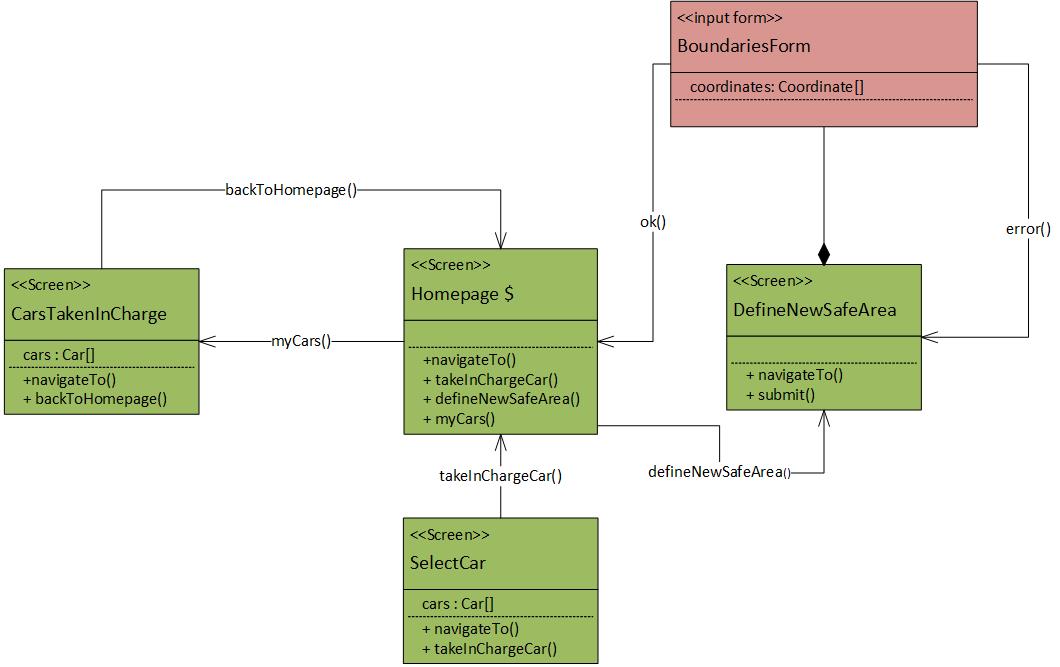 <<input form>>
BoundariesForm
coordinates: Coordinate[]
backToHomepage()
ok()
error()
<<Screen>>
CarsTakenInCharge
cars : Car[]
+navigateTo()
+ backToHomepage()
myCars()
<<Screen>>
Homepage $
+navigateTo()
+ takeInChargeCar()
+ defineNewSafeArea()
+ myCars()
<<Screen>>
DefineNewSafeArea
+ navigateTo()
+ submit()
takeInChargeCar()
defineNewSafeArea()
<<Screen>>
SelectCar
cars : Car[]
+ navigateTo()
+ takeInChargeCar()